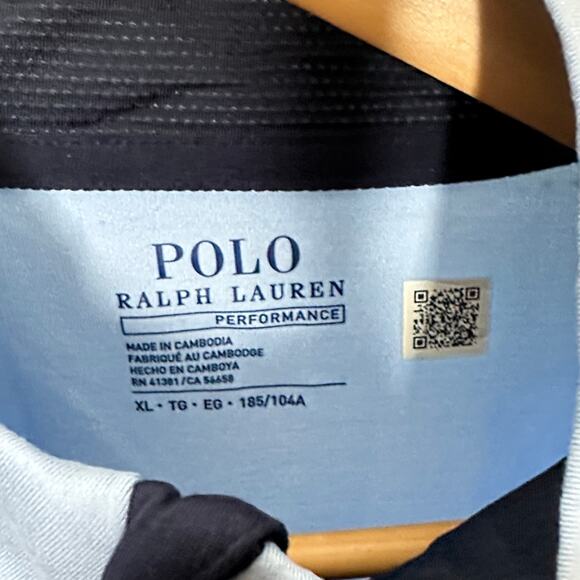 POLO
RALPH LAUREN
PERFORMANCE
MADE IN CAMBODIA
FABRIQUÉ AU CAMBODGE
HECHO EN CAMBOYA
RN 41381/CA 56658
XL • TG • EG • 185/104A